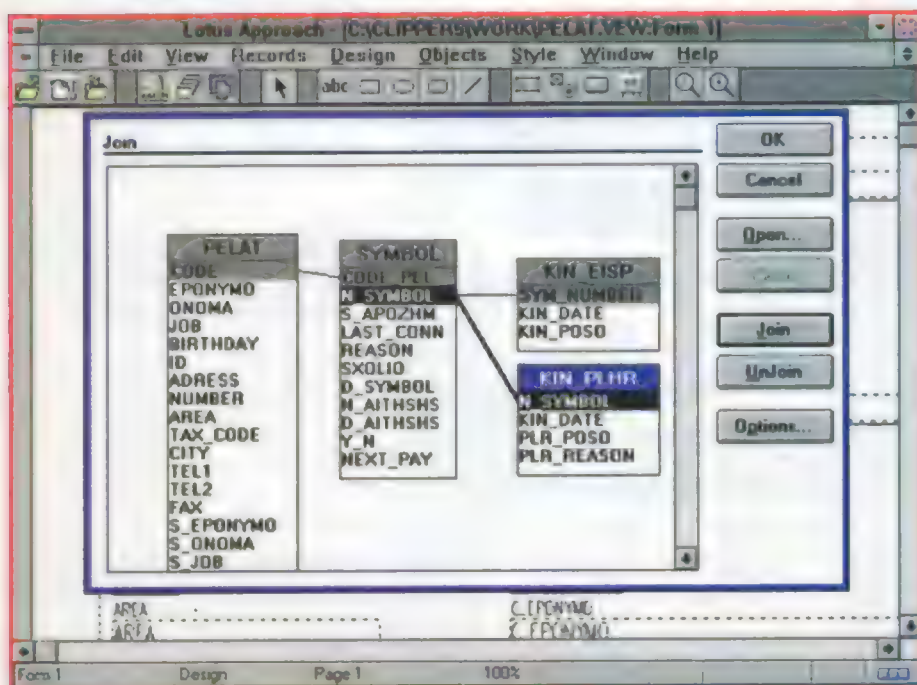 Lotus Approach - [C:\CLIPPERS\WORK\PELAT.VEW:Form 1]
File Edit View Records Design Objects Style Window Help
abc
Join
OK
Cancel
Open...
Join
UnJoin
Options...
PELAT
CODE
EPONYMO
ONOMA
JOB
BIRTHDAY
ID
ADRESS
NUMBER
AREA
TAX_CODE
CITY
TEL1
TEL2
FAX
S_EPONYMO
S_ONOMA
S_JOB
SYMBOL
CODE_PEL
N_SYMBOL
S_APOZHM
LAST_CONN
REASON
SXOLIO
D_SYMBOL
N_AITHSHS
D_AITHSHS
Y_N
NEXT_PAY
KIN_EISP
SYM_NUMBER
KIN_DATE
KIN_POSO
KIN_PLHR
N_SYMBOL
KIN_DATE
PLR_POSO
PLR_REASON
AREA
C_EPONYMO
AREA
C_EPONYMO
Form 1 Design Page 1 100%